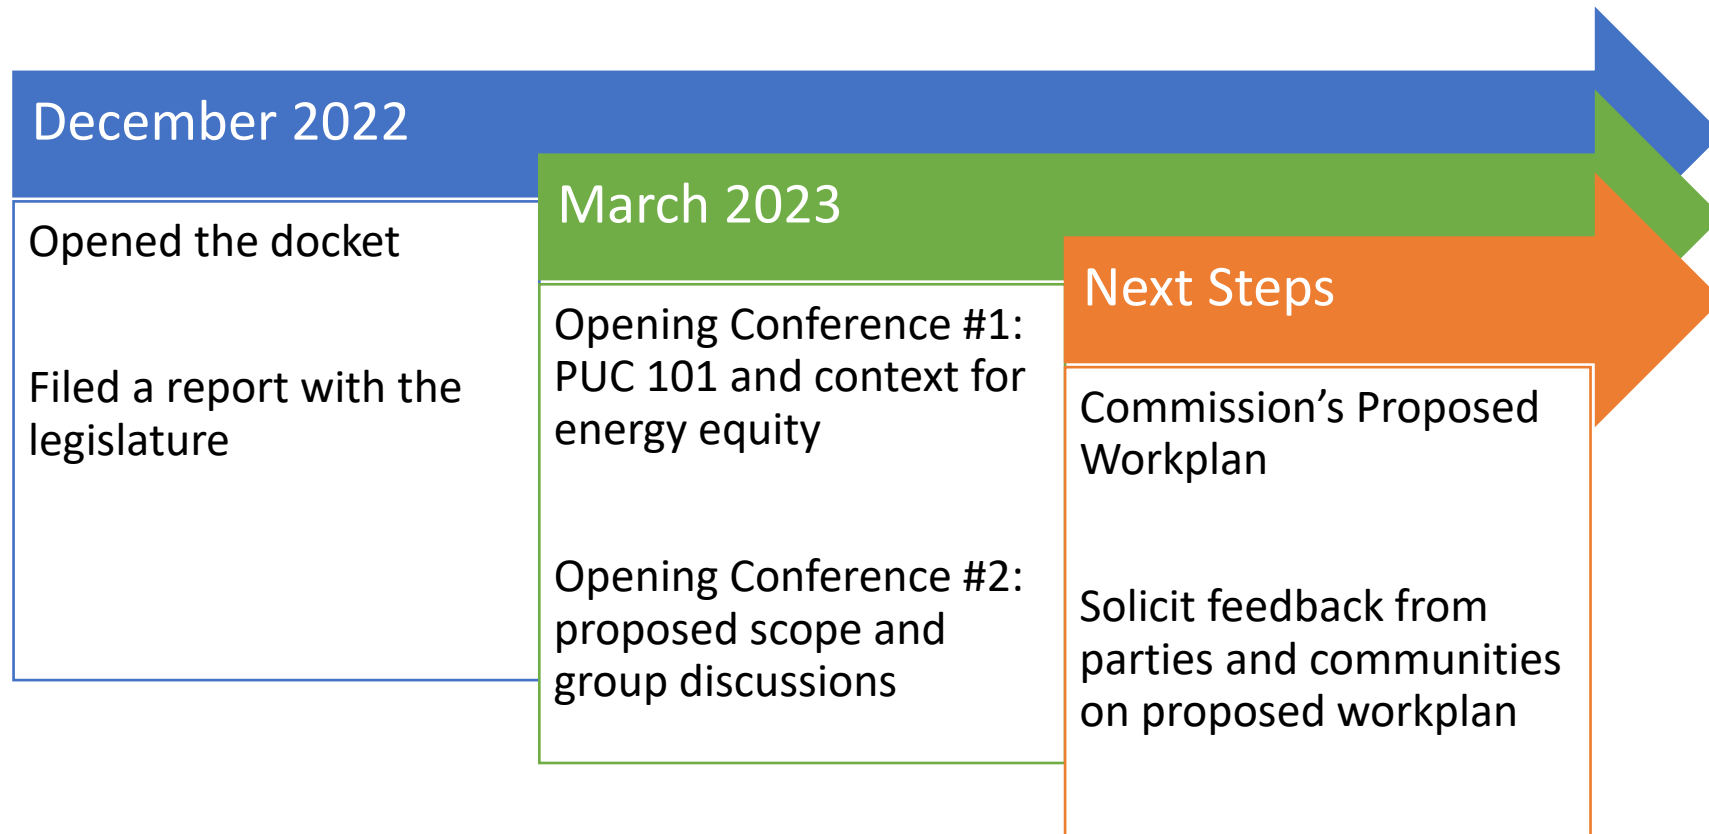 December 2022
Opened the docket
Filed a report with the
legislature
March 2023
Opening Conference #1:
PUC 101 and context for
energy equity
Opening Conference #2:
proposed scope and
group discussions
Next Steps
Commission’s Proposed
Workplan
Solicit feedback from
parties and communities
on proposed workplan